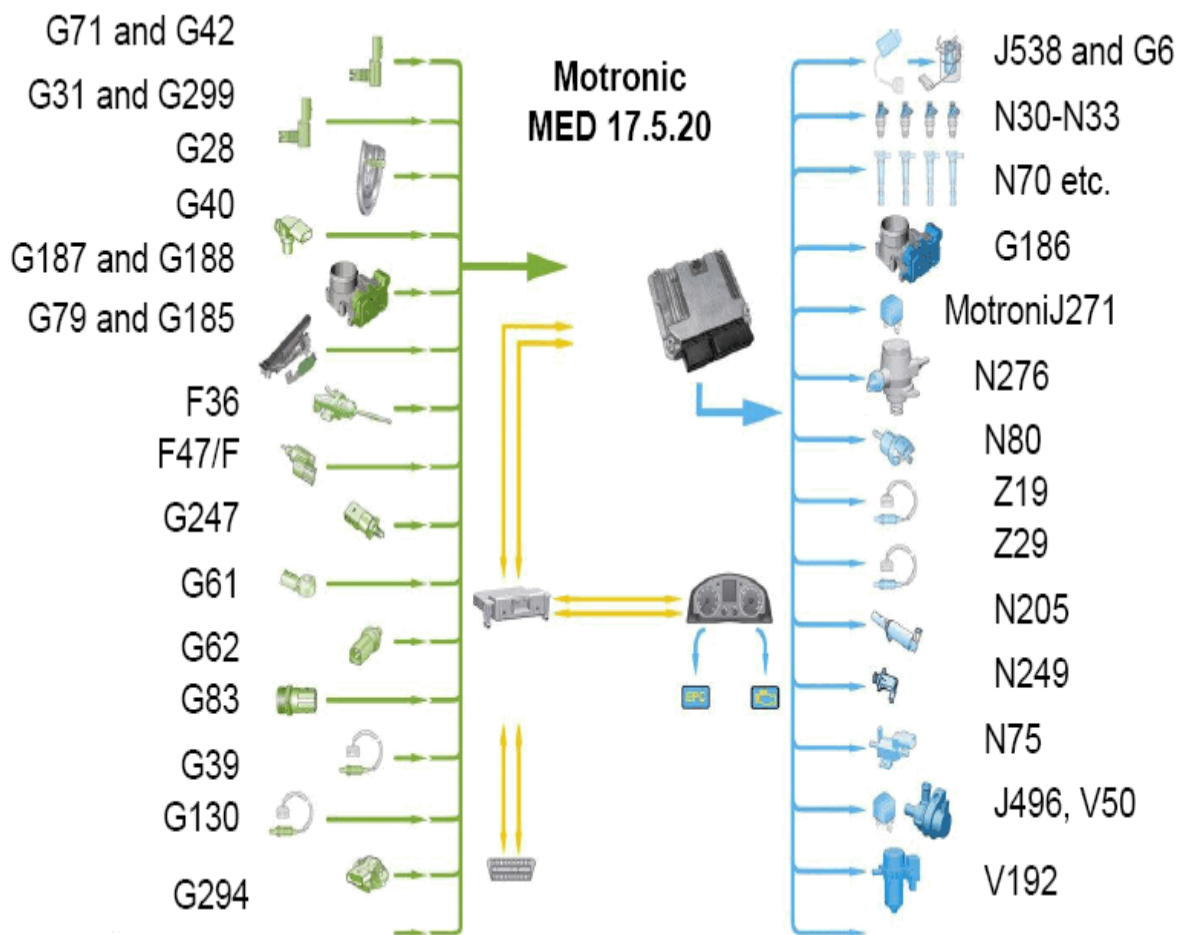 G71 and G42
G31 and G299
G28
G40
G187 and G188
G79 and G185
F36
F47/F
G247
G61
G62
G83
G39
G130
G294
Motronic
MED 17.5.20
EPC
J538 and G6
N30-N33
N70 etc.
G186
MotroniJ271
N276
N80
Z19
Z29
N205
N249
N75
J496, V50
V192